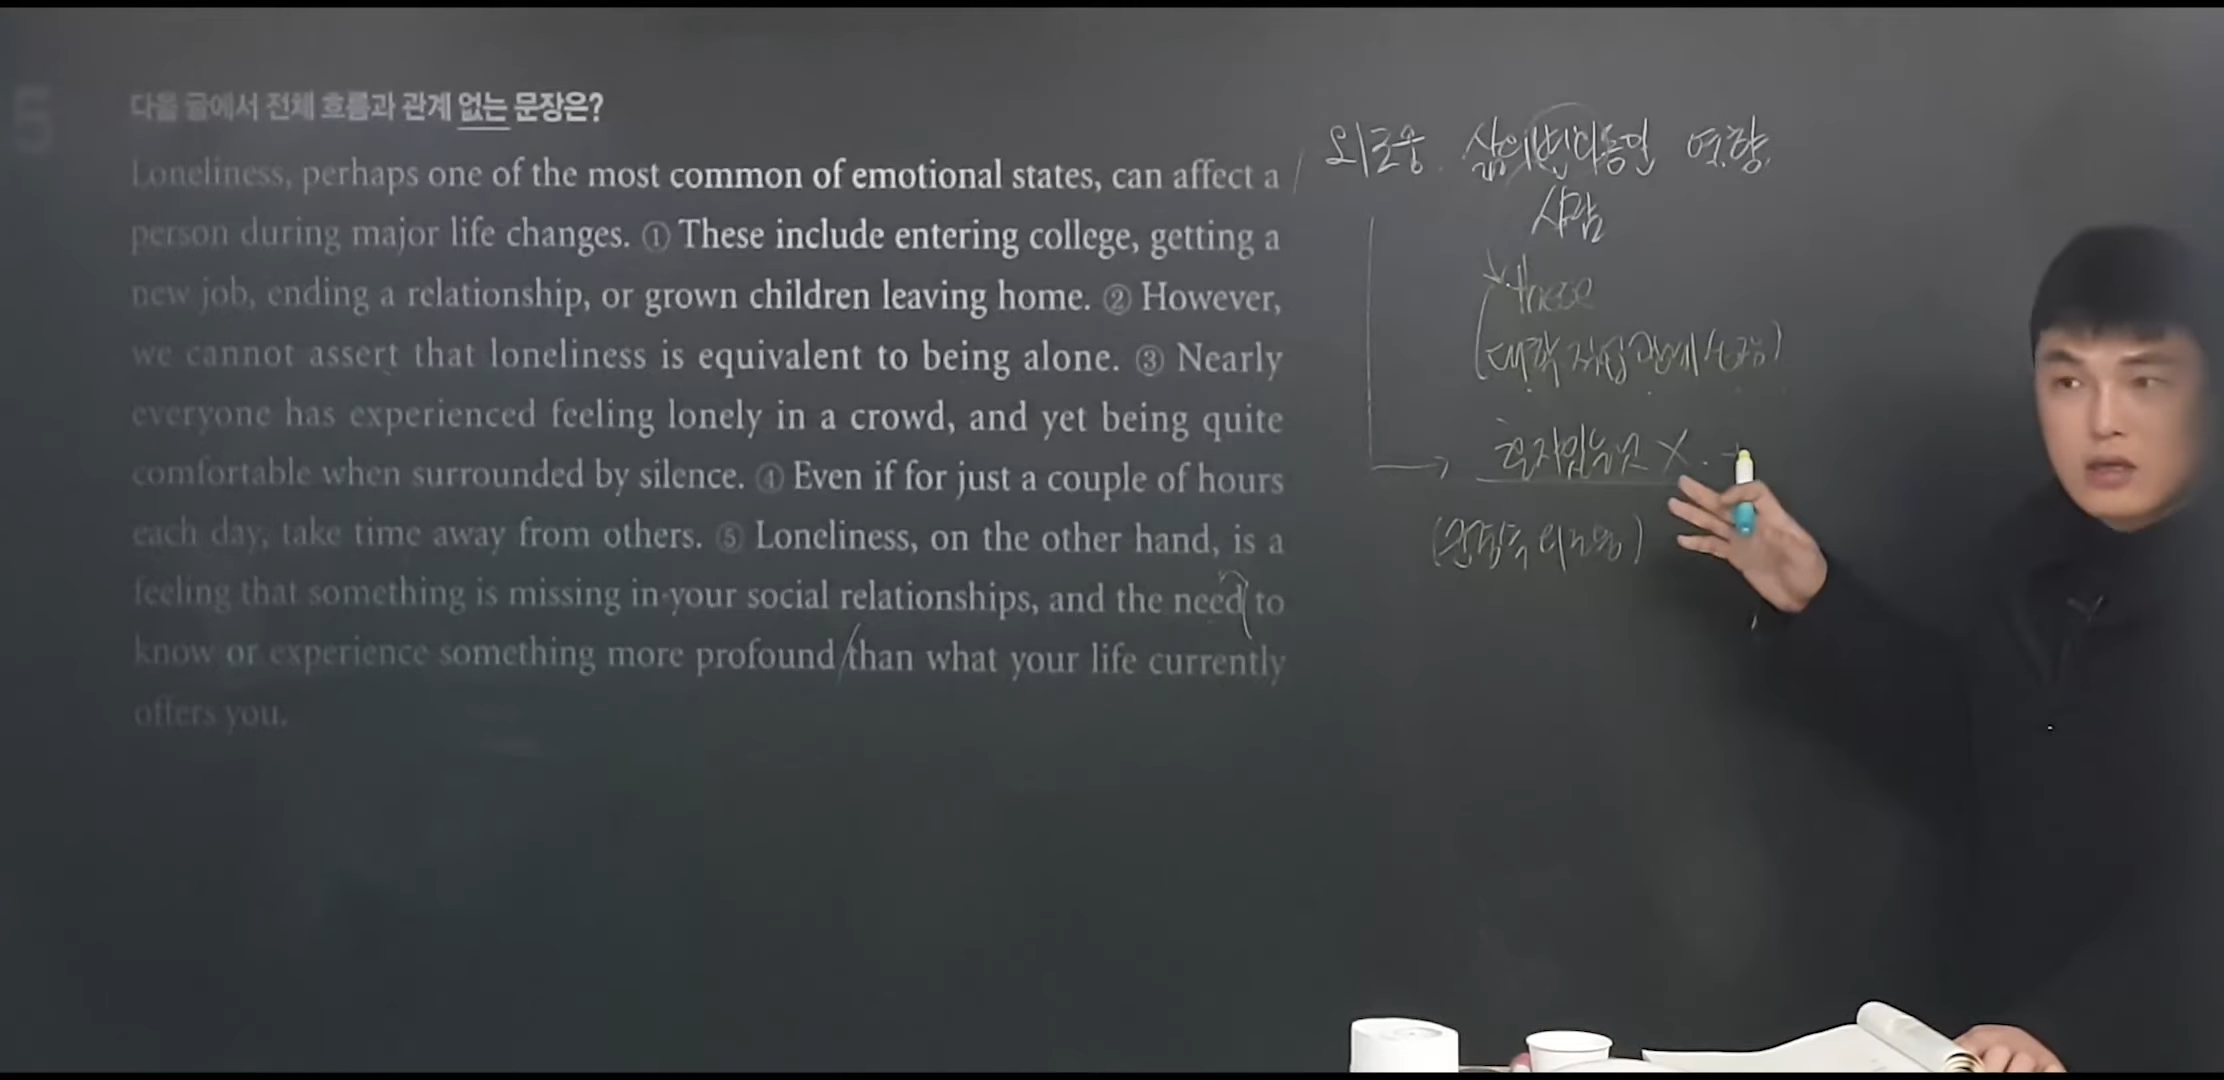 5
다음 글에서 전체 흐름과 관계 없는 문장은?
Loneliness, perhaps one of the most common of emotional states, can affect a
person during major life changes. ① These include entering college, getting a
new job, ending a relationship, or grown children leaving home. ② However,
we cannot assert that loneliness is equivalent to being alone. ③ Nearly
everyone has experienced feeling lonely in a crowd, and yet being quite
comfortable when surrounded by silence. ④ Even if for just a couple of hours
each day, take time away from others. ⑤ Loneliness, on the other hand, is a
feeling that something is missing in your social relationships, and the need to
know or experience something more profound than what your life currently
offers you.
외로움 삶의변화동안 영향
사람
these
혼자있는것 X